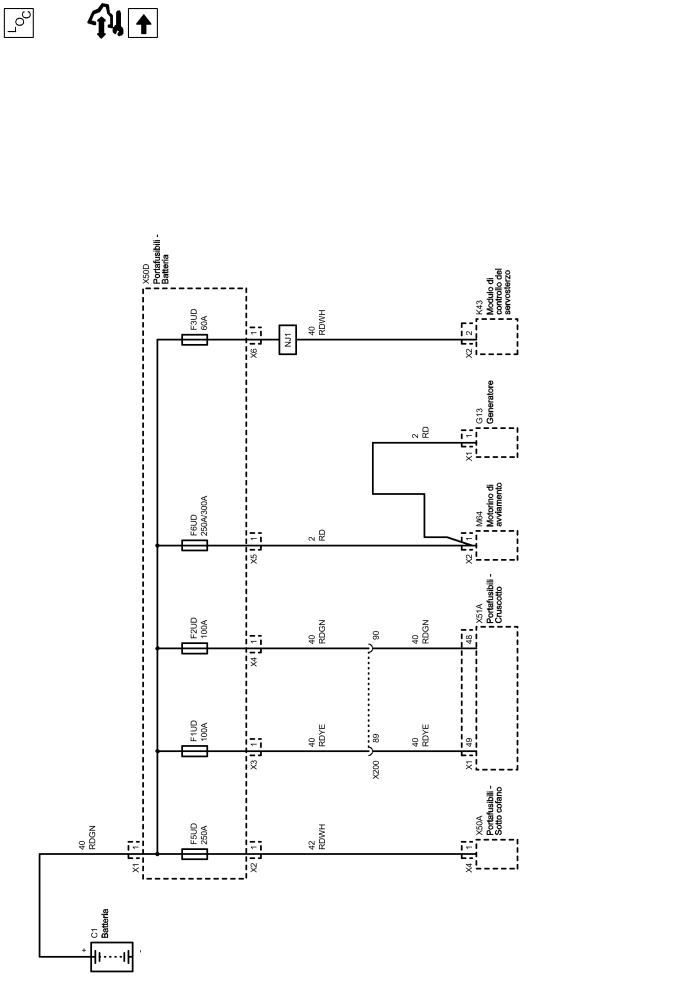 LOC
X50D
Portafusibili -
Batteria
F3UD
60A
1
X6
NJ1
40
RDWH
2
X2
K43
Modulo di
controllo del
servosterzo
2
RD
1
X1
G13
Generatore
F6UD
250A/300A
1
X5
2
RD
1
X2
M64
Motorino di
avviamento
F2UD
100A
1
X4
40
RDGN
90
40
RDGN
48
X51A
Portafusibili -
Cruscotto
F1UD
100A
1
X3
40
RDYE
89
X200
40
RDYE
49
X1
F5UD
250A
1
X2
42
RDWH
1
X4
X50A
Portafusibili -
Sotto cofano
40
RDGN
1
X1
C1
Batteria
+
-